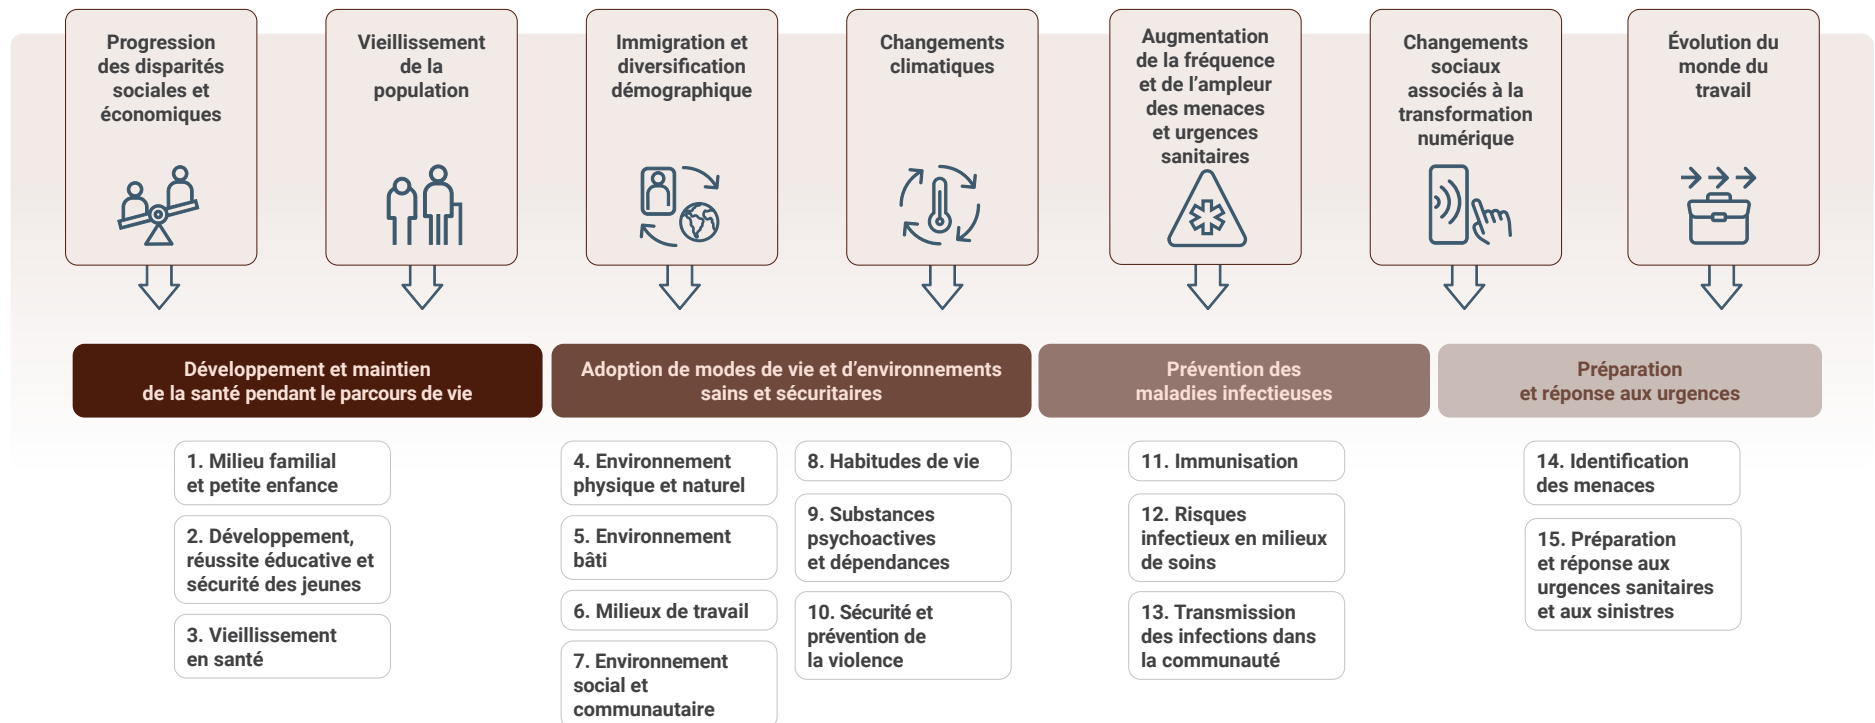 Progression
des disparités
sociales et
économiques
Vieillissement
de la
population
Immigration et
diversification
démographique
Changements
climatiques
Augmentation
de la fréquence
et de l'ampleur
des menaces
et urgences
sanitaires
Changements
sociaux
associés à la
transformation
numérique
Évolution du
monde du
travail
Développement et maintien
de la santé pendant le parcours de vie
Adoption de modes de vie et d'environnements
sains et sécuritaires
Prévention des
maladies infectieuses
Préparation
et réponse aux urgences
1. Milieu familial
et petite enfance
2. Développement,
réussite éducative et
sécurité des jeunes
3. Vieillissement
en santé
4. Environnement
physique et naturel
5. Environnement
bâti
6. Milieux de travail
7. Environnement
social et
communautaire
8. Habitudes de vie
9. Substances
psychoactives
et dépendances
10. Sécurité et
prévention de
la violence
11. Immunisation
12. Risques
infectieux en milieux
de soins
13. Transmission
des infections dans
la communauté
14. Identification
des menaces
15. Préparation
et réponse aux
urgences sanitaires
et aux sinistres